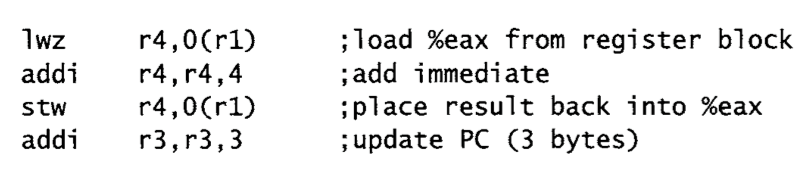 lwz r4,0(r1) ;load %eax from register block
addi r4,r4,4 ;add immediate
stw r4,0(r1) ;place result back into %eax
addi r3,r3,3 ;update PC (3 bytes)